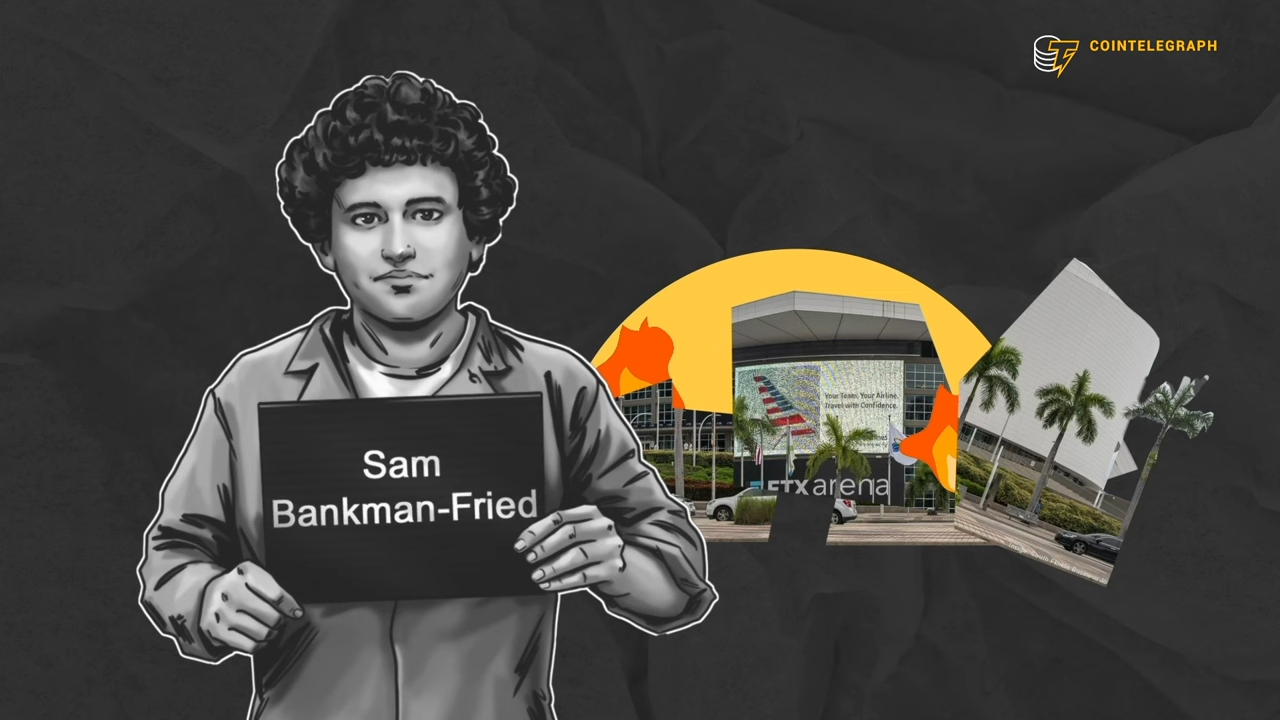 COINTELEGRAPH
Sam
Bankman-Fried
Your Team. Your Airline.
Travel with Confidence.
FTX arena